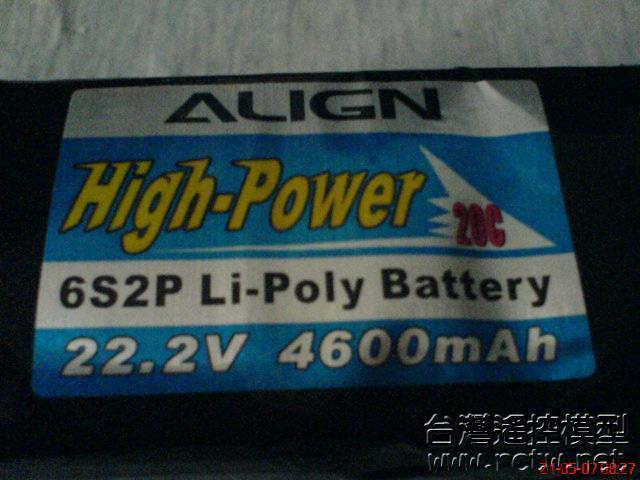 ALIGN
High-Power
20C
6S2P Li-Poly Battery
22.2V 4600mAh
台灣遙控模型
www.rctw.net